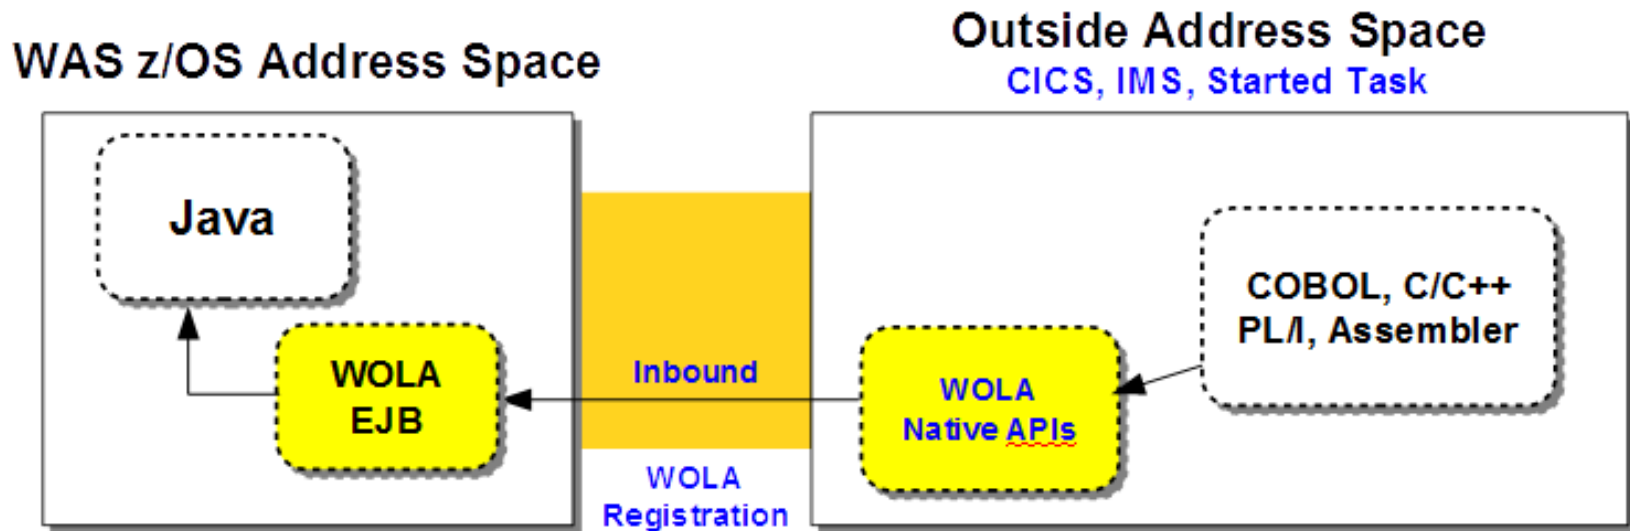 WAS z/OS Address Space
Outside Address Space
CICS, IMS, Started Task
Java
WOLA
EJB
Inbound
WOLA
Registration
WOLA
Native APIs
COBOL, C/C++
PL/I, Assembler